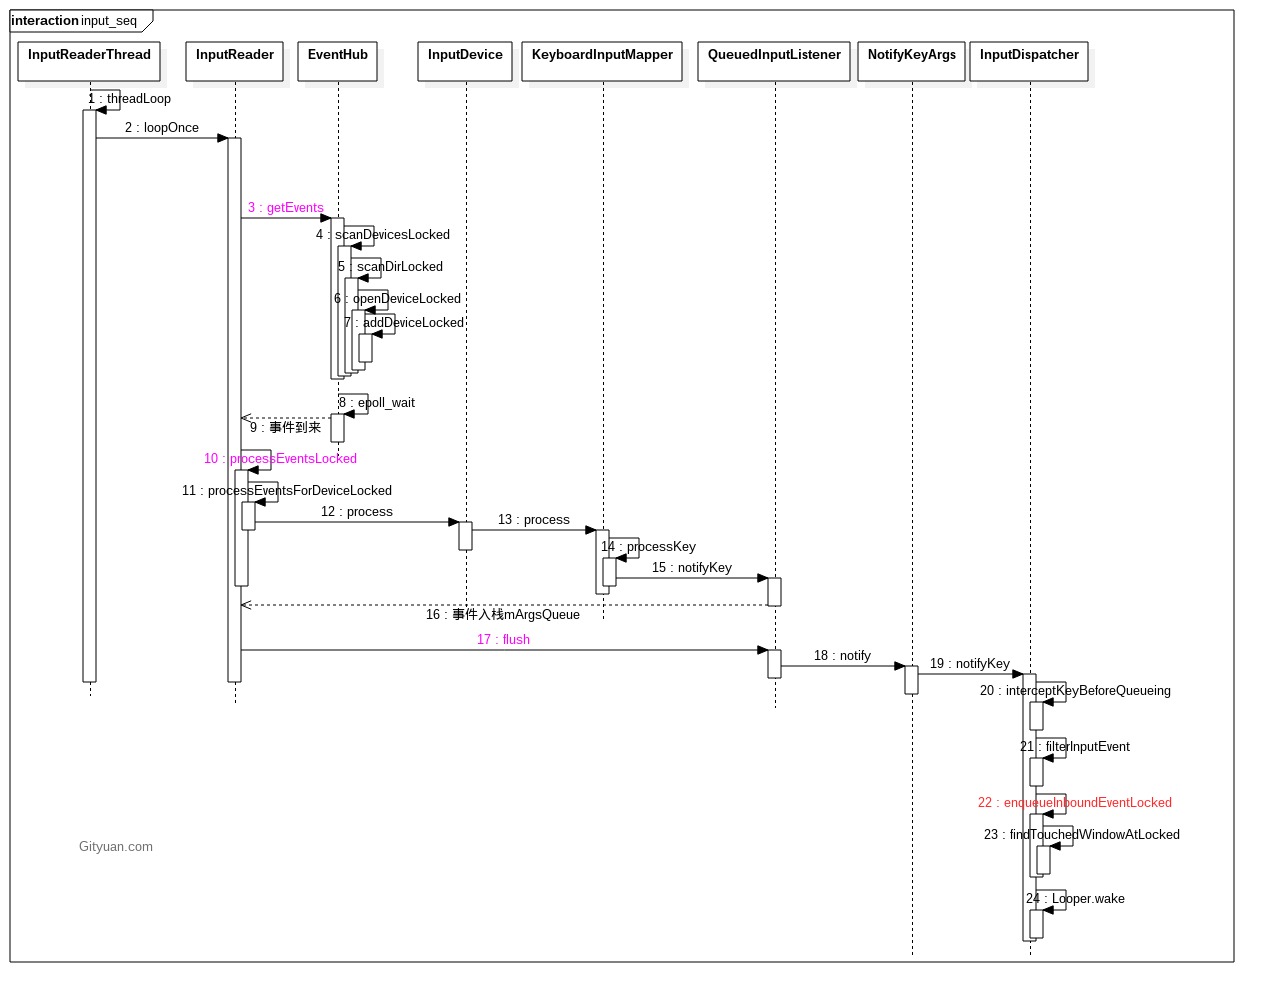 interaction input_seq
InputReaderThread
InputReader
EventHub
InputDevice
KeyboardInputMapper
QueuedInputListener
NotifyKeyArgs
InputDispatcher
1 : threadLoop
2 : loopOnce
3 : getEvents
4 : scanDevicesLocked
5 : scanDirLocked
6 : openDeviceLocked
7 : addDeviceLocked
8 : epoll_wait
9 : 事件到来
10 : processEventsLocked
11 : processEventsForDeviceLocked
12 : process
13 : process
14 : processKey
15 : notifyKey
16 : 事件入栈mArgsQueue
17 : flush
18 : notify
19 : notifyKey
20 : interceptKeyBeforeQueueing
21 : filterInputEvent
22 : enqueueInboundEventLocked
23 : findTouchedWindowAtLocked
24 : Looper.wake
Gityuan.com